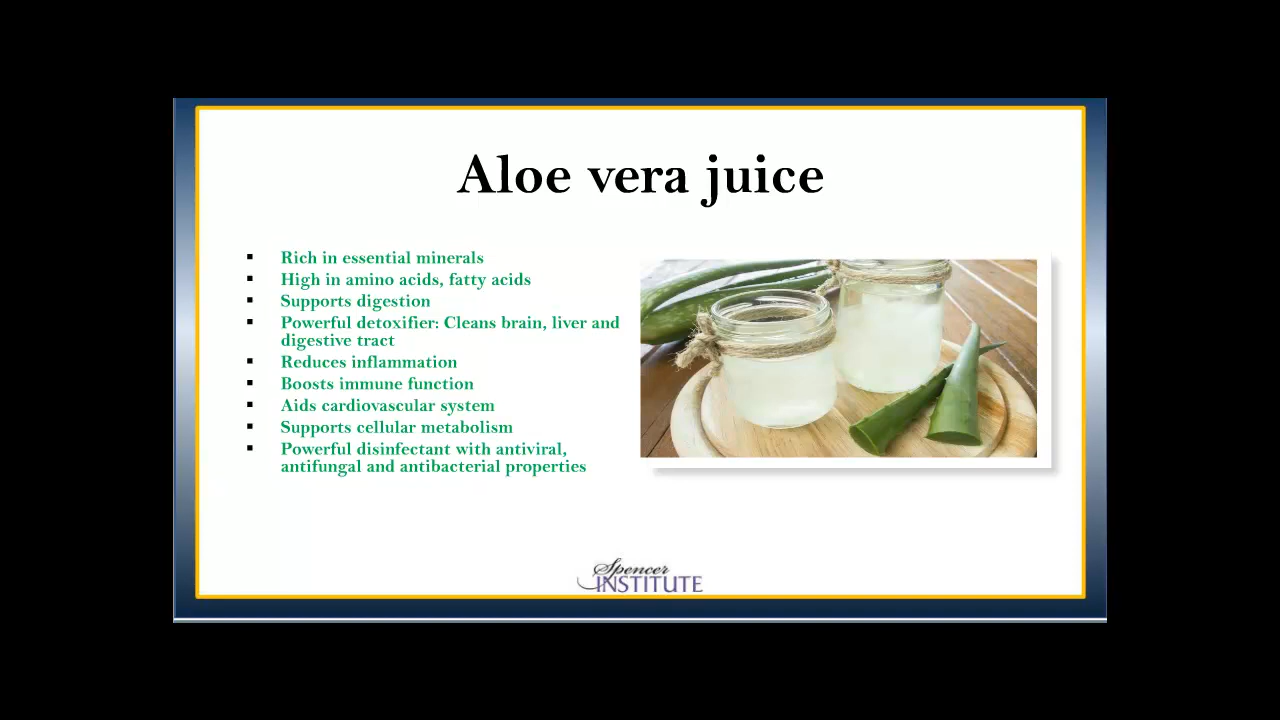 Aloe vera juice
▪ Rich in essential minerals
▪ High in amino acids, fatty acids
▪ Supports digestion
▪ Powerful detoxifier: Cleans brain, liver and
digestive tract
▪ Reduces inflammation
▪ Boosts immune function
▪ Aids cardiovascular system
▪ Supports cellular metabolism
▪ Powerful disinfectant with antiviral,
antifungal and antibacterial properties
Spencer
INSTITUTE